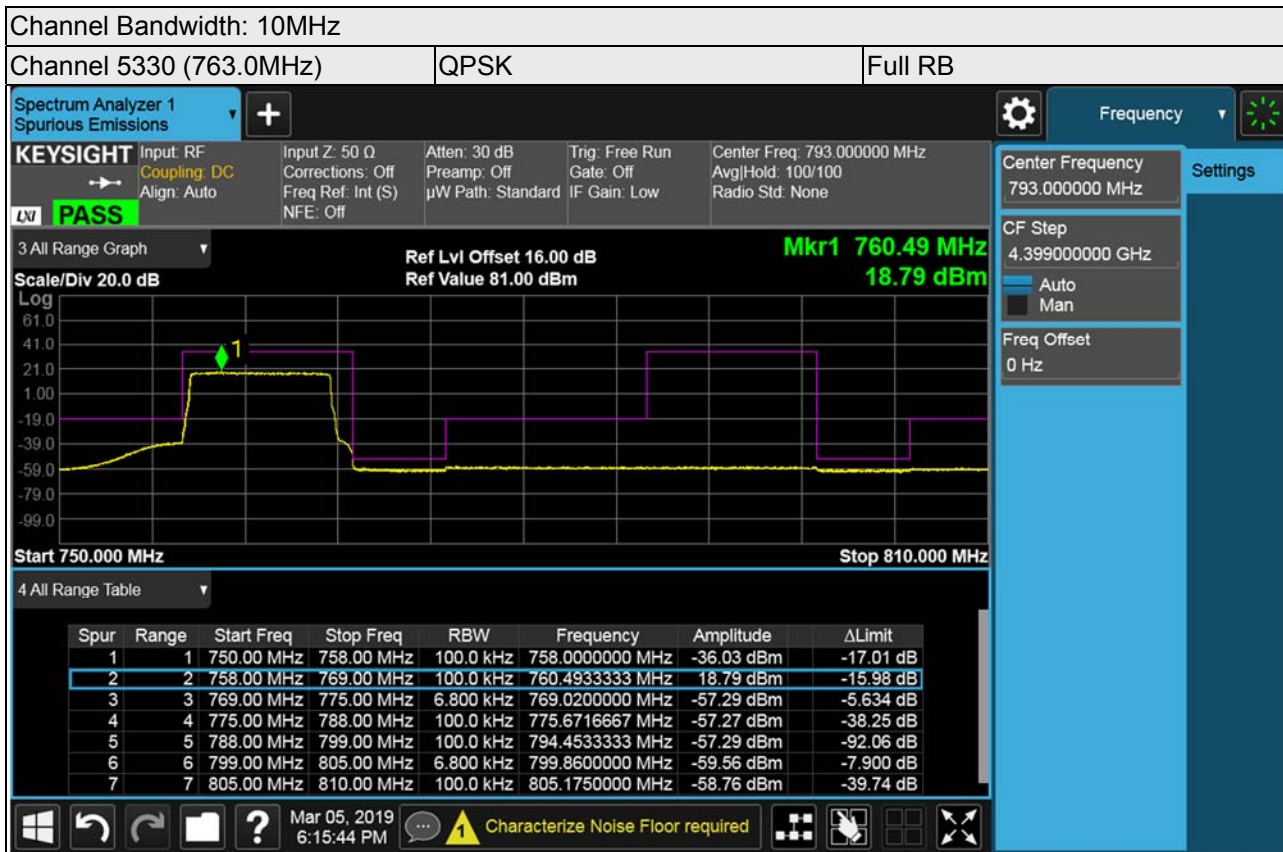 Channel Bandwidth: 10MHz
Channel 5330 (763.0MHz) QPSK Full RB
Spectrum Analyzer 1
Spurious Emissions
+
Frequency
KEYSIGHT Input: RF Input Z: 50 Ω Atten: 30 dB Trig: Free Run Center Freq: 793.000000 MHz
Coupling: DC Corrections: Off Preamp: Off Gate: Off Avg|Hold: 100/100
Align: Auto Freq Ref: Int (S) µW Path: Standard IF Gain: Low Radio Std: None
LXI PASS NFE: Off
Center Frequency
793.000000 MHz
Settings
CF Step
4.399000000 GHz
Auto
Man
Freq Offset
0 Hz
3 All Range Graph
Ref Lvl Offset 16.00 dB
Mkr1 760.49 MHz
Scale/Div 20.0 dB
Ref Value 81.00 dBm
18.79 dBm
Log
61.0
41.0
1
21.0
1.00
-19.0
-39.0
-59.0
-79.0
-99.0
Start 750.000 MHz Stop 810.000 MHz
4 All Range Table
Spur Range Start Freq Stop Freq RBW Frequency Amplitude ΔLimit
1 1 750.00 MHz 758.00 MHz 100.0 kHz 758.0000000 MHz -36.03 dBm -17.01 dB
2 2 758.00 MHz 769.00 MHz 100.0 kHz 760.4933333 MHz 18.79 dBm -15.98 dB
3 3 769.00 MHz 775.00 MHz 6.800 kHz 769.0200000 MHz -57.29 dBm -5.634 dB
4 4 775.00 MHz 788.00 MHz 100.0 kHz 775.6716667 MHz -57.27 dBm -38.25 dB
5 5 788.00 MHz 799.00 MHz 100.0 kHz 794.4533333 MHz -57.29 dBm -92.06 dB
6 6 799.00 MHz 805.00 MHz 6.800 kHz 799.8600000 MHz -59.56 dBm -7.900 dB
7 7 805.00 MHz 810.00 MHz 100.0 kHz 805.1750000 MHz -58.76 dBm -39.74 dB
?
Mar 05, 2019
6:15:44 PM
1 Characterize Noise Floor required